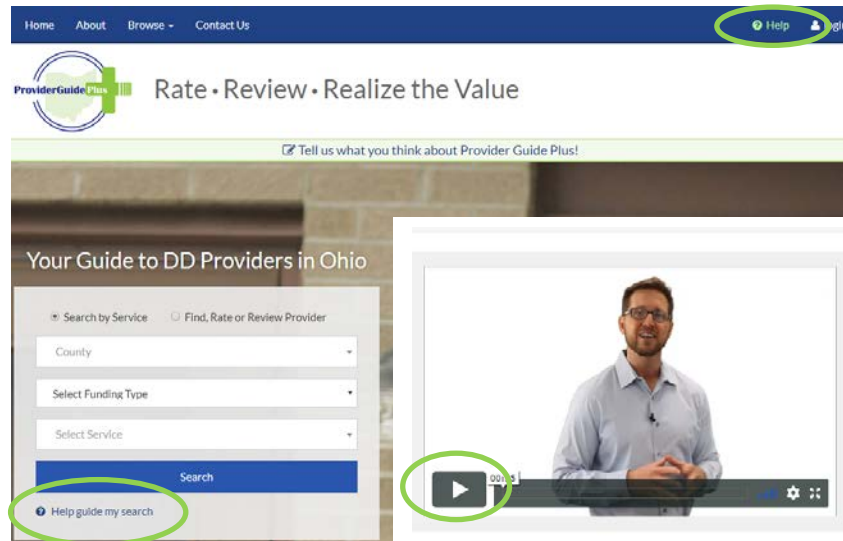 Home About Browse Contact Us Help
ProviderGuide Plus
Rate • Review • Realize the Value
Tell us what you think about Provider Guide Plus!
Your Guide to DD Providers in Ohio
Search by Service Find, Rate or Review Provider
County
Select Funding Type
Select Service
Search
Help guide my search